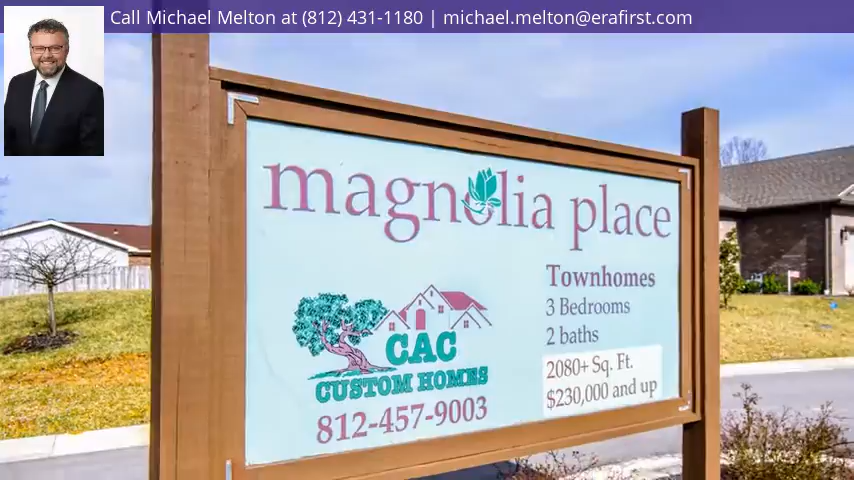 Call Michael Melton at (812) 431-1180 | michael.melton@erafirst.com
magnolia place
Townhomes
3 Bedrooms
2 baths
2080+ Sq. Ft.
$230,000 and up
CAC
CUSTOM HOMES
812-457-9003